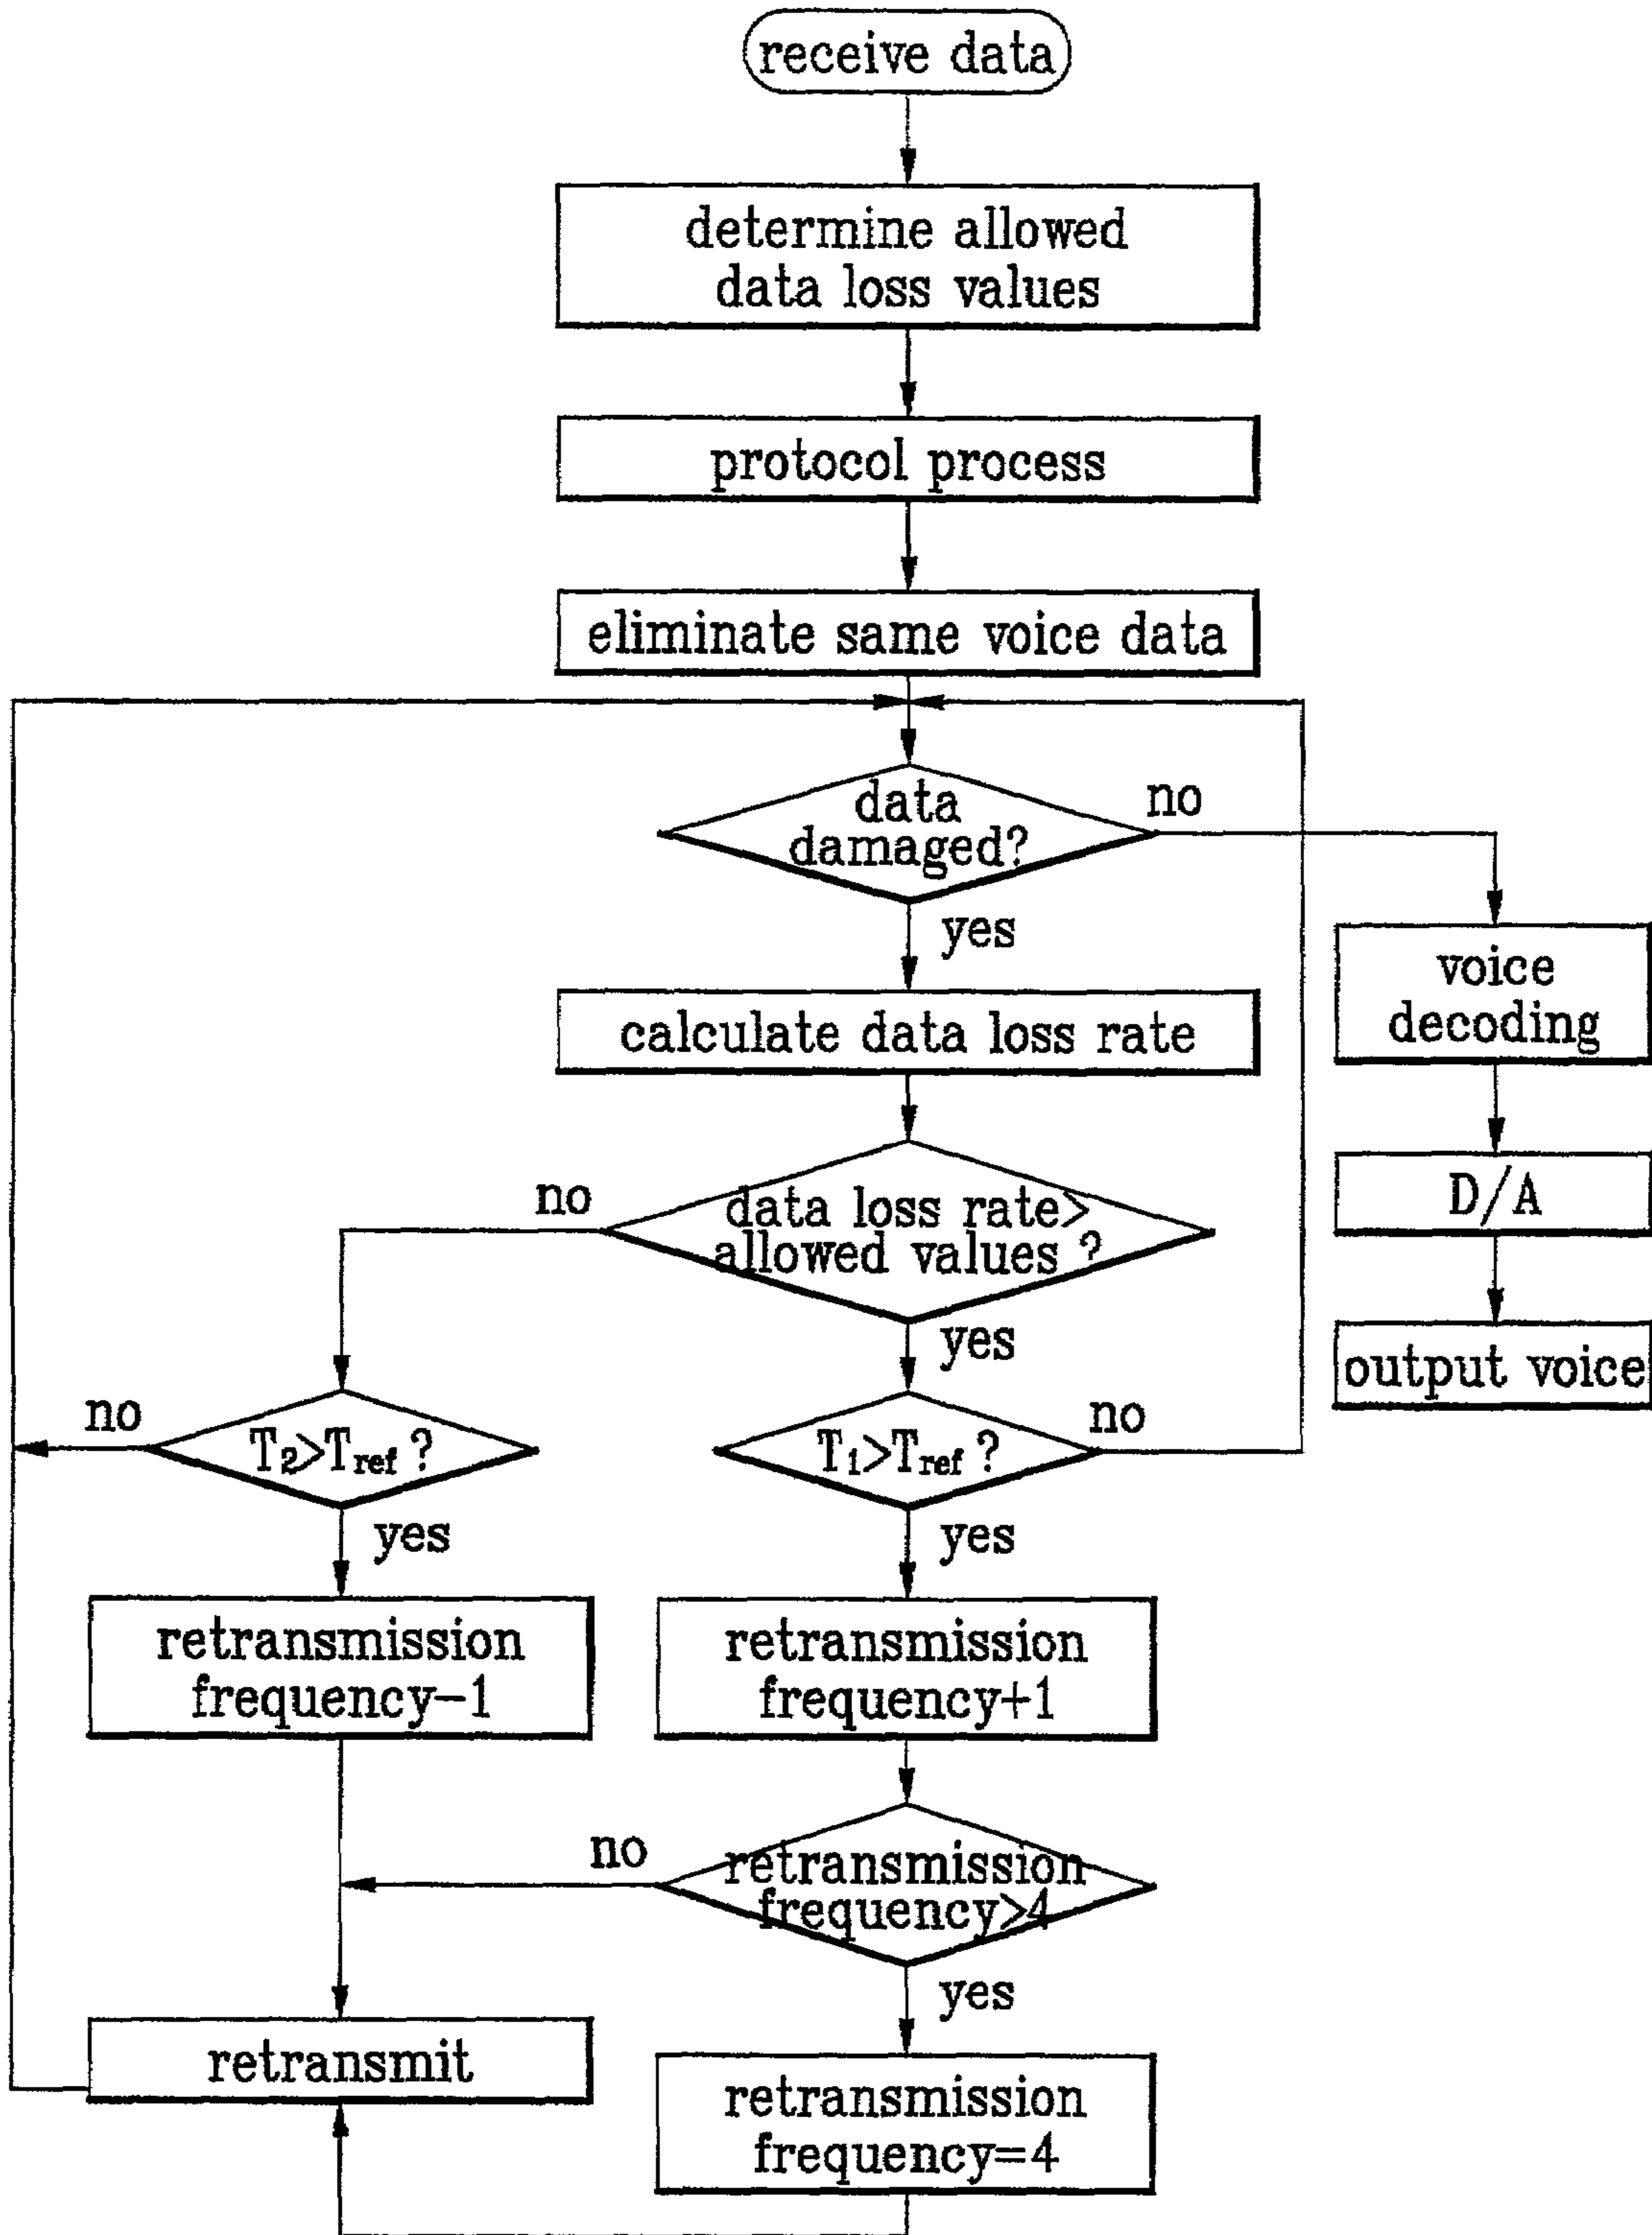 receive data
determine allowed
data loss values
protocol process
eliminate same voice data
data
damaged?
no
yes
voice
decoding
calculate data loss rate
D/A
no
data loss rate>
allowed values ?
yes
output voice
no
T₂>Tref ?
T₁>Tref ?
no
yes
yes
retransmission
frequency−1
retransmission
frequency+1
no
retransmission
frequency>4
yes
retransmit
retransmission
frequency=4